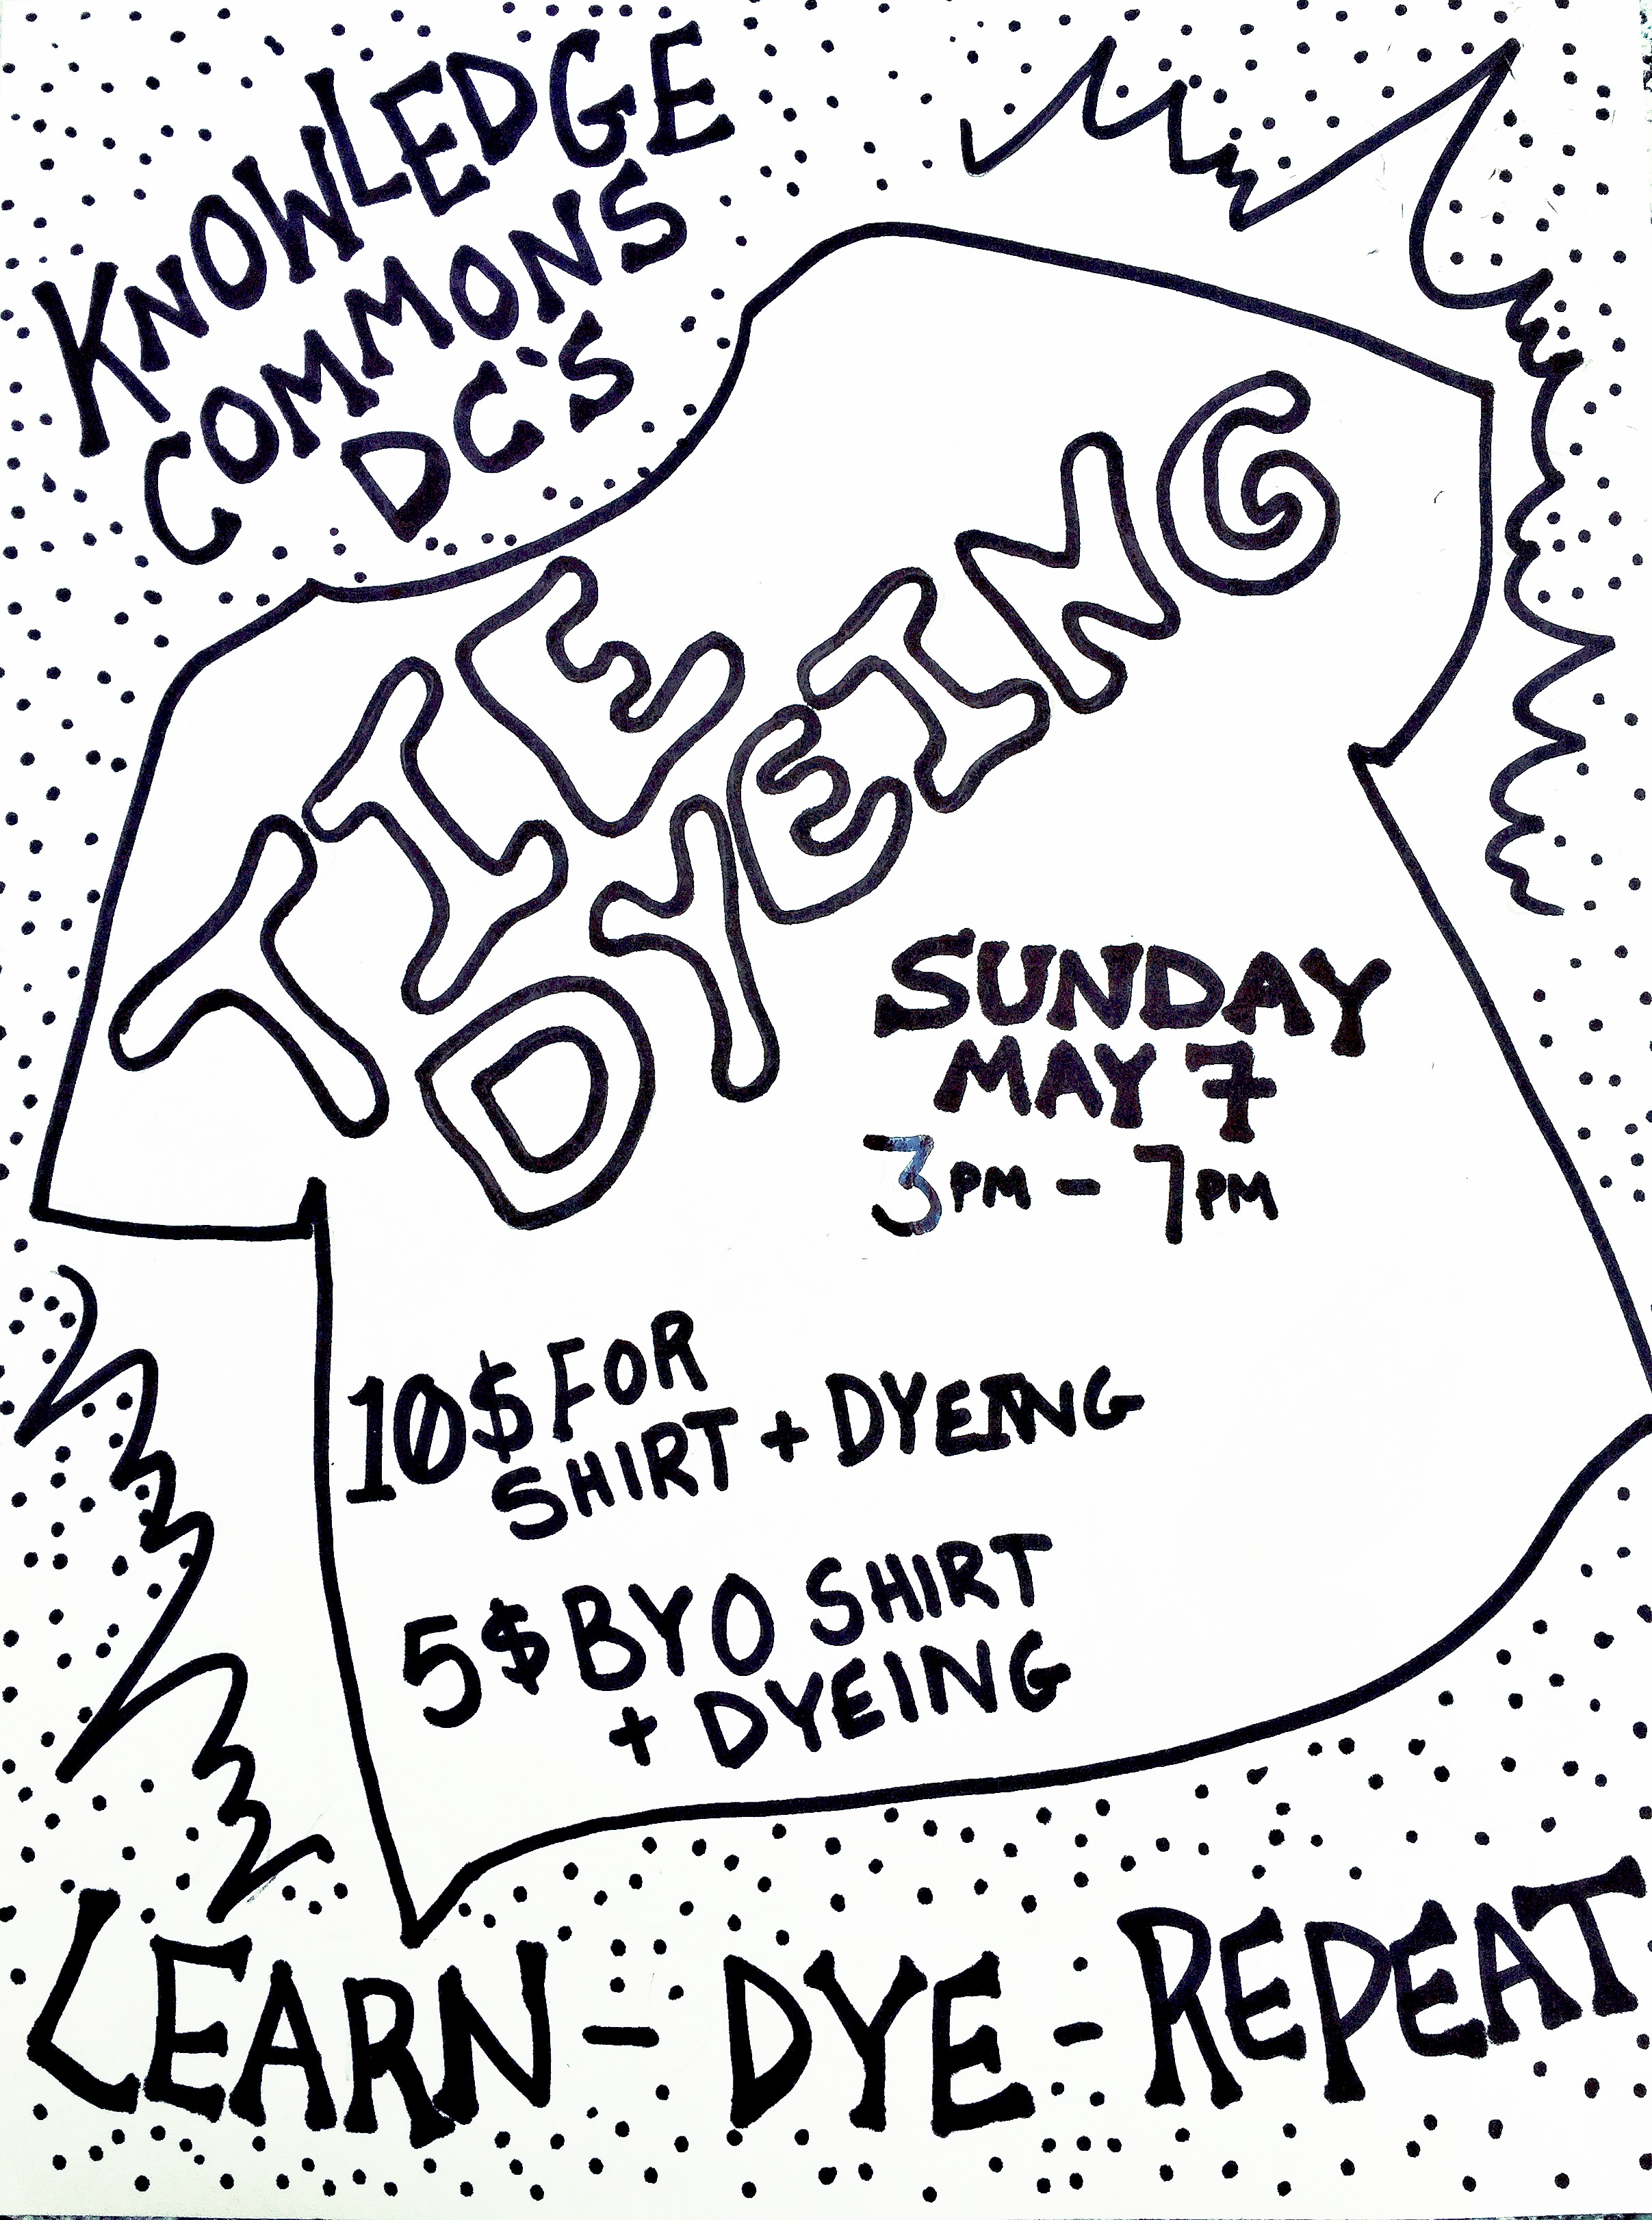 KNOWLEDGE
COMMONS
DC'S
TIE
DYEING
SUNDAY
MAY 7
3PM - 7PM
10$ FOR
SHIRT + DYEING
5$ BYO SHIRT
+ DYEING
LEARN - DYE - REPEAT